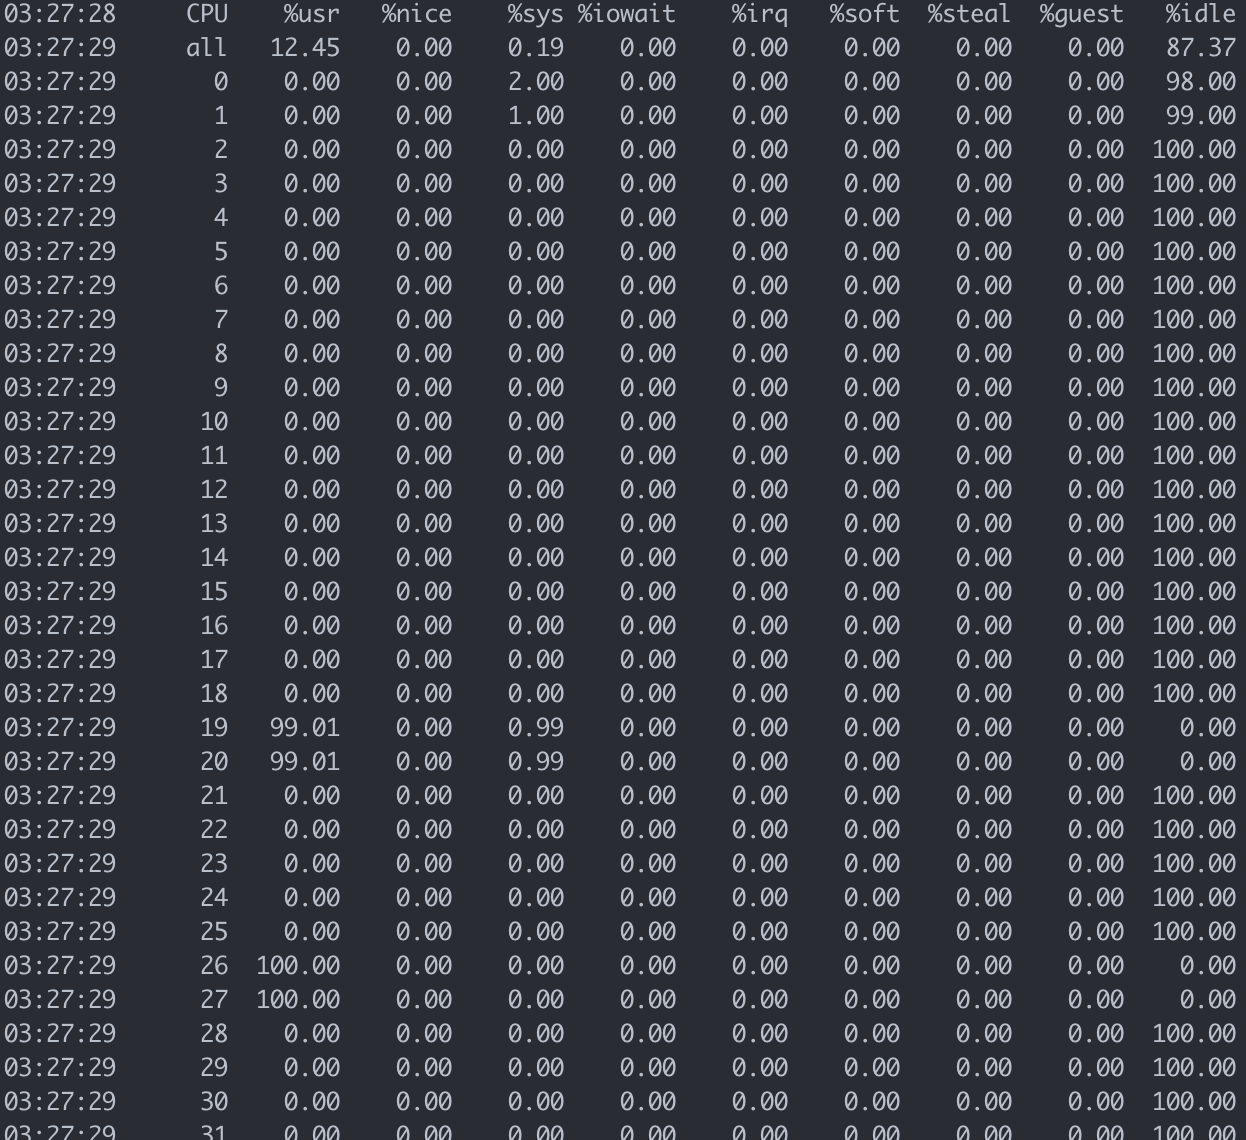 03:27:28 CPU %usr %nice %sys %iowait %irq %soft %steal %guest %idle
03:27:29 all 12.45 0.00 0.19 0.00 0.00 0.00 0.00 0.00 87.37
03:27:29 0 0.00 0.00 2.00 0.00 0.00 0.00 0.00 0.00 98.00
03:27:29 1 0.00 0.00 1.00 0.00 0.00 0.00 0.00 0.00 99.00
03:27:29 2 0.00 0.00 0.00 0.00 0.00 0.00 0.00 0.00 100.00
03:27:29 3 0.00 0.00 0.00 0.00 0.00 0.00 0.00 0.00 100.00
03:27:29 4 0.00 0.00 0.00 0.00 0.00 0.00 0.00 0.00 100.00
03:27:29 5 0.00 0.00 0.00 0.00 0.00 0.00 0.00 0.00 100.00
03:27:29 6 0.00 0.00 0.00 0.00 0.00 0.00 0.00 0.00 100.00
03:27:29 7 0.00 0.00 0.00 0.00 0.00 0.00 0.00 0.00 100.00
03:27:29 8 0.00 0.00 0.00 0.00 0.00 0.00 0.00 0.00 100.00
03:27:29 9 0.00 0.00 0.00 0.00 0.00 0.00 0.00 0.00 100.00
03:27:29 10 0.00 0.00 0.00 0.00 0.00 0.00 0.00 0.00 100.00
03:27:29 11 0.00 0.00 0.00 0.00 0.00 0.00 0.00 0.00 100.00
03:27:29 12 0.00 0.00 0.00 0.00 0.00 0.00 0.00 0.00 100.00
03:27:29 13 0.00 0.00 0.00 0.00 0.00 0.00 0.00 0.00 100.00
03:27:29 14 0.00 0.00 0.00 0.00 0.00 0.00 0.00 0.00 100.00
03:27:29 15 0.00 0.00 0.00 0.00 0.00 0.00 0.00 0.00 100.00
03:27:29 16 0.00 0.00 0.00 0.00 0.00 0.00 0.00 0.00 100.00
03:27:29 17 0.00 0.00 0.00 0.00 0.00 0.00 0.00 0.00 100.00
03:27:29 18 0.00 0.00 0.00 0.00 0.00 0.00 0.00 0.00 100.00
03:27:29 19 99.01 0.00 0.99 0.00 0.00 0.00 0.00 0.00 0.00
03:27:29 20 99.01 0.00 0.99 0.00 0.00 0.00 0.00 0.00 0.00
03:27:29 21 0.00 0.00 0.00 0.00 0.00 0.00 0.00 0.00 100.00
03:27:29 22 0.00 0.00 0.00 0.00 0.00 0.00 0.00 0.00 100.00
03:27:29 23 0.00 0.00 0.00 0.00 0.00 0.00 0.00 0.00 100.00
03:27:29 24 0.00 0.00 0.00 0.00 0.00 0.00 0.00 0.00 100.00
03:27:29 25 0.00 0.00 0.00 0.00 0.00 0.00 0.00 0.00 100.00
03:27:29 26 100.00 0.00 0.00 0.00 0.00 0.00 0.00 0.00 0.00
03:27:29 27 100.00 0.00 0.00 0.00 0.00 0.00 0.00 0.00 0.00
03:27:29 28 0.00 0.00 0.00 0.00 0.00 0.00 0.00 0.00 100.00
03:27:29 29 0.00 0.00 0.00 0.00 0.00 0.00 0.00 0.00 100.00
03:27:29 30 0.00 0.00 0.00 0.00 0.00 0.00 0.00 0.00 100.00
03:27:29 31 0.00 0.00 0.00 0.00 0.00 0.00 0.00 0.00 100.00